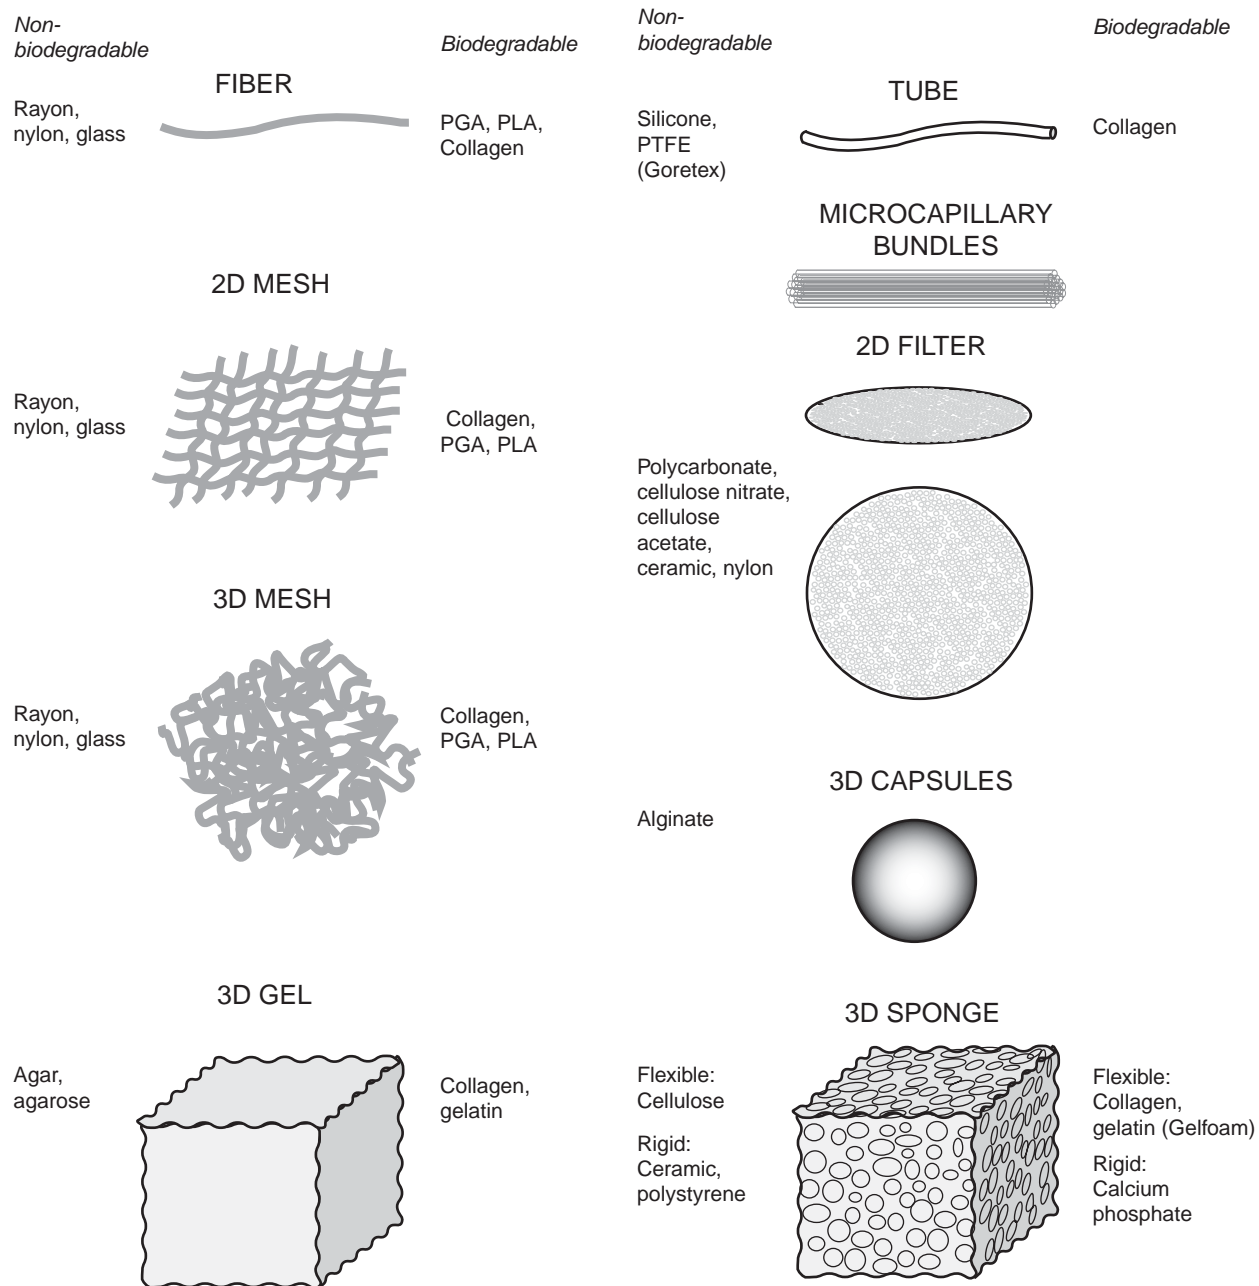 Non-
biodegradable
Biodegradable
FIBER
Rayon,
nylon, glass
PGA, PLA,
Collagen
2D MESH
Rayon,
nylon, glass
Collagen,
PGA, PLA
3D MESH
Rayon,
nylon, glass
Collagen,
PGA, PLA
3D GEL
Agar,
agarose
Collagen,
gelatin
Non-
biodegradable
Biodegradable
TUBE
Silicone,
PTFE
(Goretex)
Collagen
MICROCAPILLARY
BUNDLES
2D FILTER
Polycarbonate,
cellulose nitrate,
cellulose
acetate,
ceramic, nylon
3D CAPSULES
Alginate
3D SPONGE
Flexible:
Cellulose
Rigid:
Ceramic,
polystyrene
Flexible:
Collagen,
gelatin (Gelfoam)
Rigid:
Calcium
phosphate